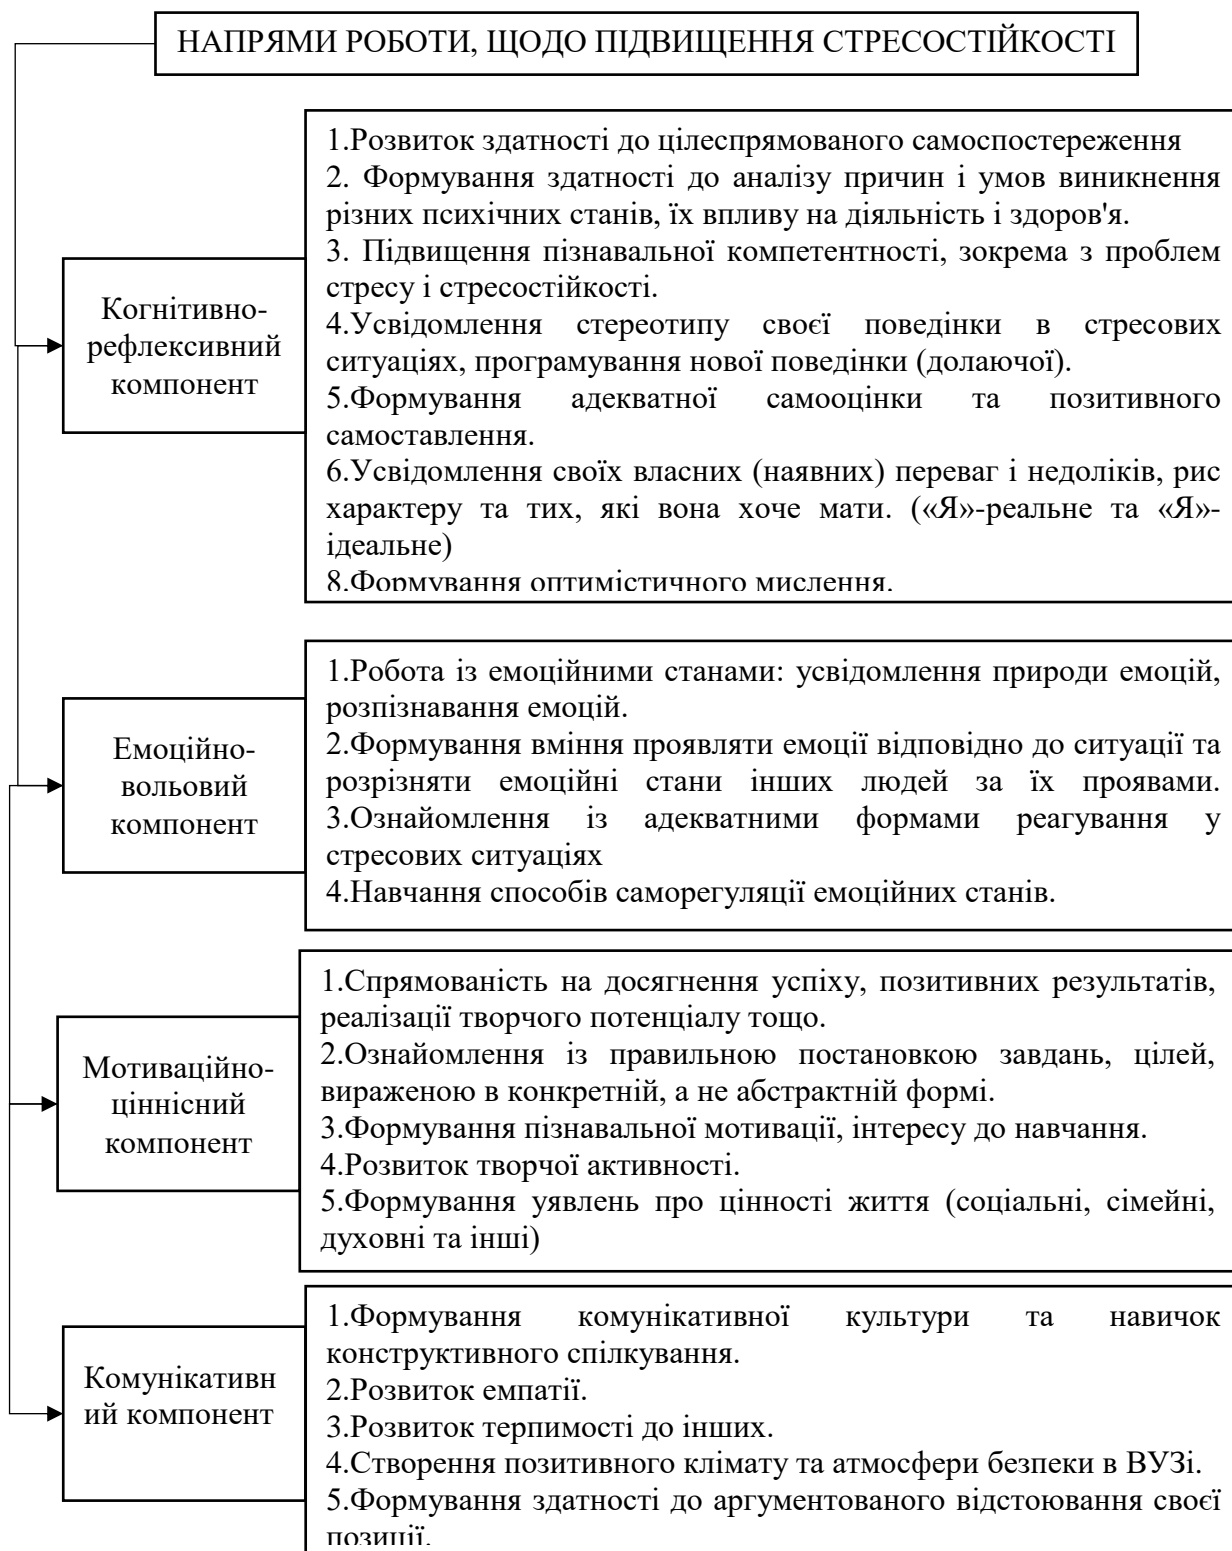 НАПРЯМИ РОБОТИ, ЩОДО ПІДВИЩЕННЯ СТРЕСОСТІЙКОСТІ
Когнітивно-
рефлексивний
компонент
1.Розвиток здатності до цілеспрямованого самоспостереження
2. Формування здатності до аналізу причин і умов виникнення
різних психічних станів, їх впливу на діяльність і здоров'я.
3. Підвищення пізнавальної компетентності, зокрема з проблем
стресу і стресостійкості.
4.Усвідомлення стереотипу своєї поведінки в стресових
ситуаціях, програмування нової поведінки (долаючої).
5.Формування адекватної самооцінки та позитивного
самоставлення.
6.Усвідомлення своїх власних (наявних) переваг і недоліків, рис
характеру та тих, які вона хоче мати. («Я»-реальне та «Я»-
ідеальне)
8.Формування оптимістичного мислення.
Емоційно-
вольовий
компонент
1.Робота із емоційними станами: усвідомлення природи емоцій,
розпізнавання емоцій.
2.Формування вміння проявляти емоції відповідно до ситуації та
розрізняти емоційні стани інших людей за їх проявами.
3.Ознайомлення із адекватними формами реагування у
стресових ситуаціях
4.Навчання способів саморегуляції емоційних станів.
Мотиваційно-
ціннісний
компонент
1.Спрямованість на досягнення успіху, позитивних результатів,
реалізації творчого потенціалу тощо.
2.Ознайомлення із правильною постановкою завдань, цілей,
вираженою в конкретній, а не абстрактній формі.
3.Формування пізнавальної мотивації, інтересу до навчання.
4.Розвиток творчої активності.
5.Формування уявлень про цінності життя (соціальні, сімейні,
духовні та інші)
Комунікативн
ий компонент
1.Формування комунікативної культури та навичок
конструктивного спілкування.
2.Розвиток емпатії.
3.Розвиток терпимості до інших.
4.Створення позитивного клімату та атмосфери безпеки в ВУЗі.
5.Формування здатності до аргументованого відстоювання своєї
позиції.